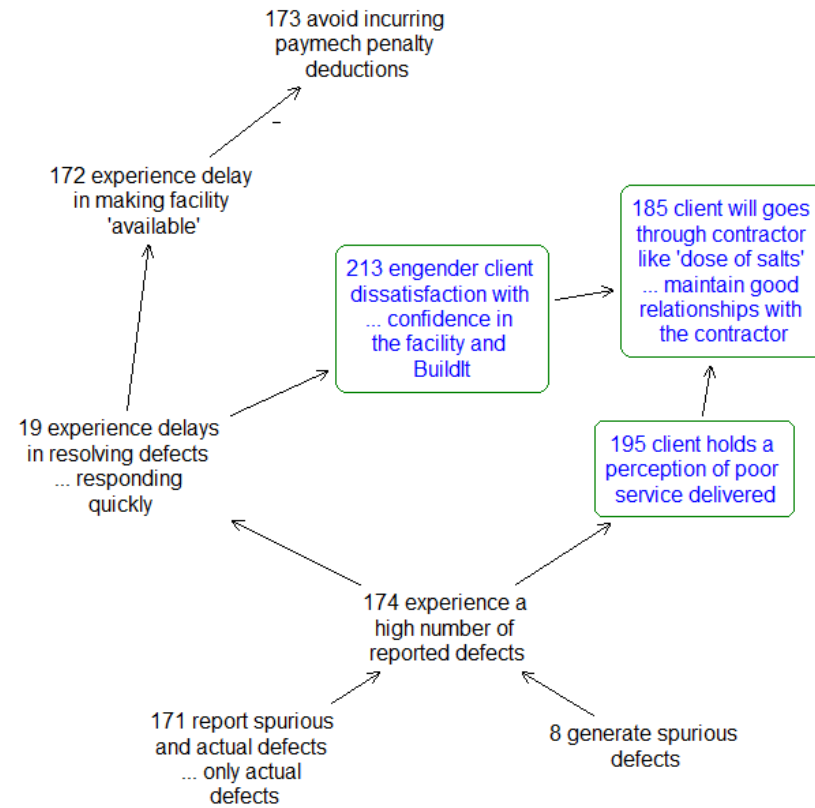 173 avoid incurring
paymech penalty
deductions
-
172 experience delay
in making facility
'available'
185 client will goes
through contractor
like 'dose of salts'
... maintain good
relationships with
the contractor
213 engender client
dissatisfaction with
... confidence in
the facility and
BuildIt
19 experience delays
in resolving defects
... responding
quickly
195 client holds a
perception of poor
service delivered
174 experience a
high number of
reported defects
171 report spurious
and actual defects
... only actual
defects
8 generate spurious
defects